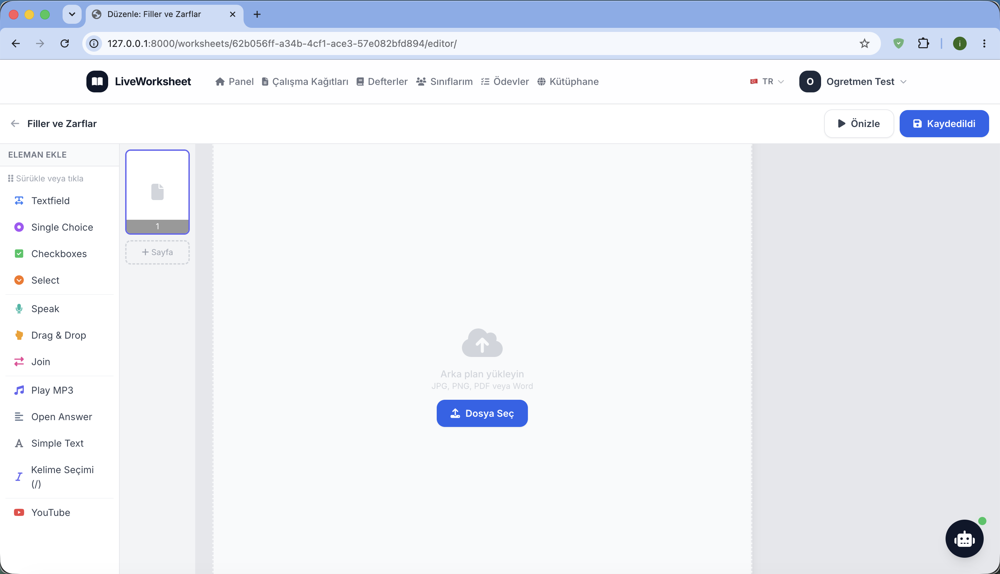 Düzenle: Filler ve Zarflar
127.0.0.1:8000/worksheets/62b056ff-a34b-4cf1-ace3-57e082bfd894/editor/
i
LiveWorksheet
Panel
Çalışma Kağıtları
Defterler
Sınıflarım
Ödevler
Kütüphane
TR
O
Ogretmen Test
Filler ve Zarflar
Önizle
Kaydedildi
ELEMAN EKLE
Sürükle veya tıkla
Textfield
Single Choice
Checkboxes
Select
Speak
Drag & Drop
Join
Play MP3
Open Answer
Simple Text
Kelime Seçimi
(/)
YouTube
1
+ Sayfa
Arka plan yükleyin
JPG, PNG, PDF veya Word
Dosya Seç